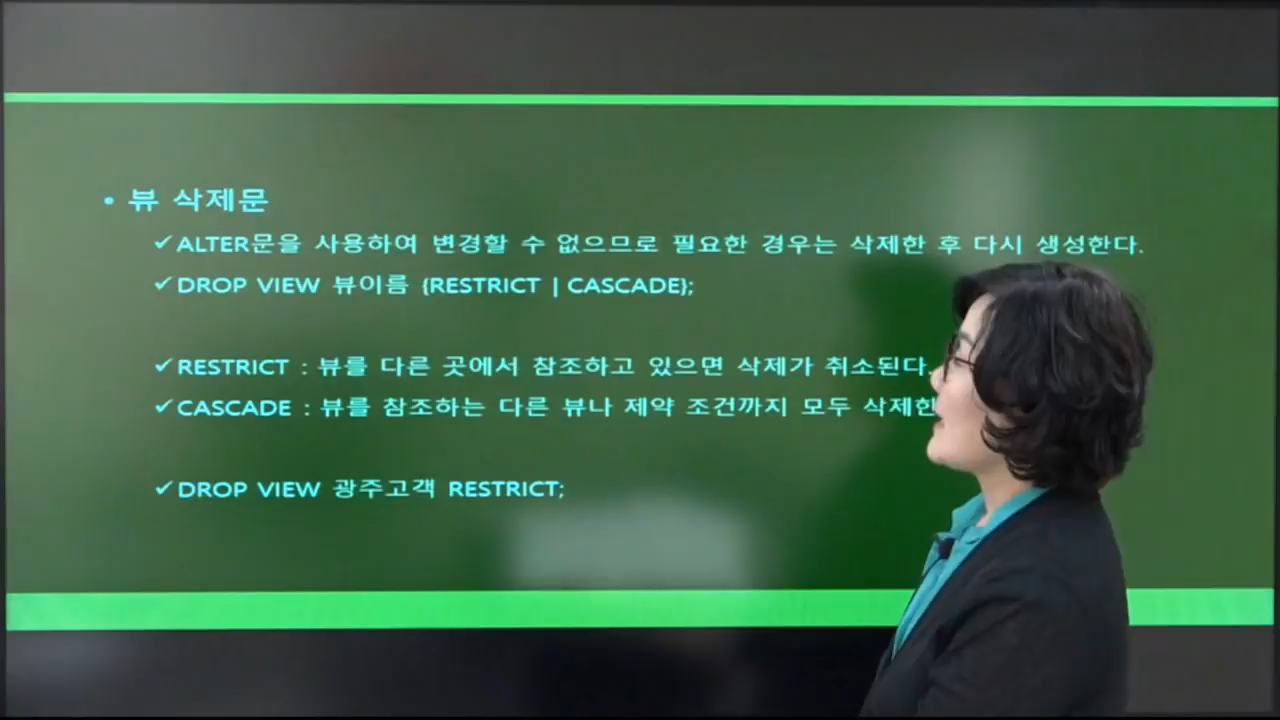 • 뷰 삭제문
✓ALTER문을 사용하여 변경할 수 없으므로 필요한 경우는 삭제한 후 다시 생성한다.
✓DROP VIEW 뷰이름 {RESTRICT | CASCADE};
✓RESTRICT : 뷰를 다른 곳에서 참조하고 있으면 삭제가 취소된다.
✓CASCADE : 뷰를 참조하는 다른 뷰나 제약 조건까지 모두
✓DROP VIEW 광주고객 RESTRICT;